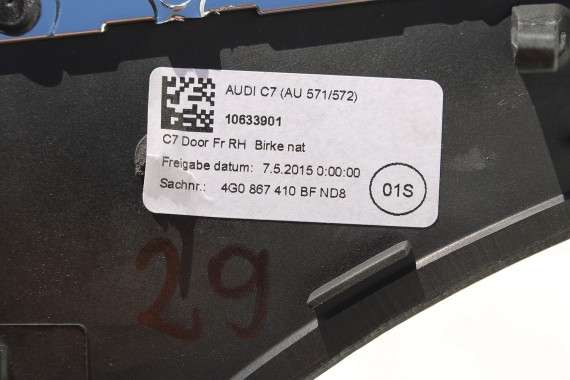 AUDI C7 (AU 571/572)
10633901
C7 Door Fr RH Birke nat
Freigabe datum: 7.5.2015 0:00:00
Sachnr.: 4G0 867 410 BF ND8
01S
29